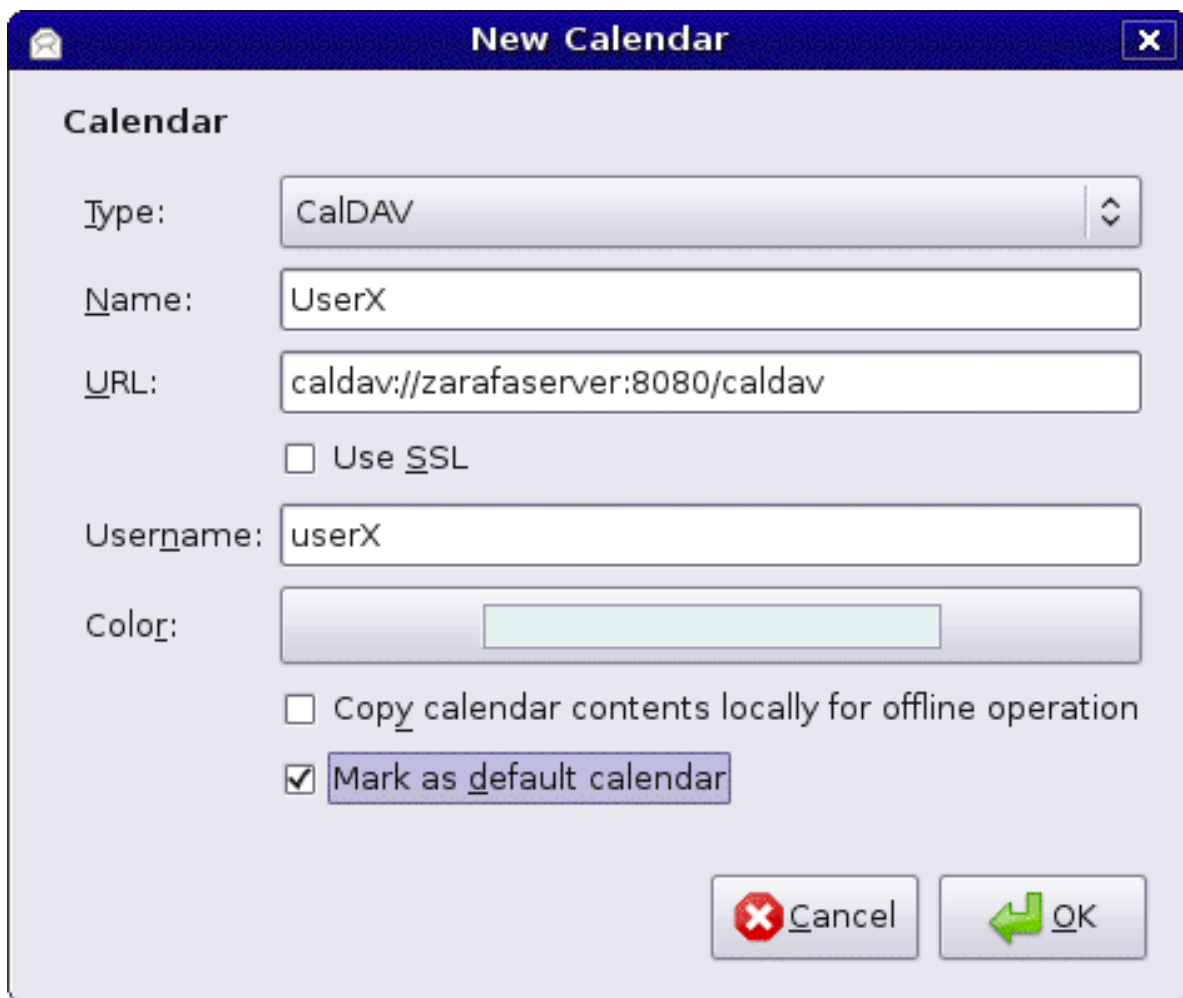 New Calendar
Calendar
Type: CalDAV
Name: UserX
URL: caldav://zarafaserver:8080/caldav
Use SSL
Username: userX
Color:
Copy calendar contents locally for offline operation
Mark as default calendar
Cancel OK